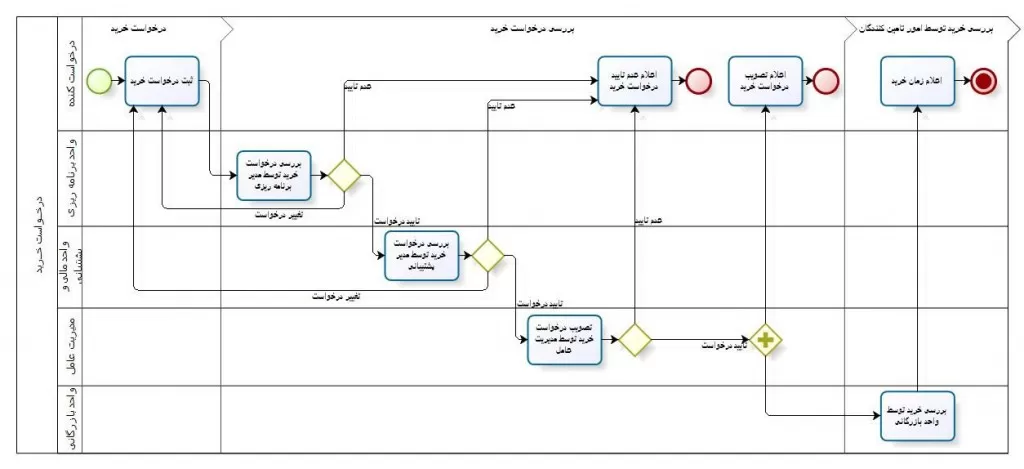 درخواست خرید
بررسی درخواست خرید
بررسی خرید توسط امور تامین کنندگان
درخواست خرید
درخواست کننده
ثبت درخواست خرید
اعلام عدم تایید
درخواست خرید
اعلام تصویب
درخواست خرید
اعلام زمان خرید
عدم تایید
عدم تایید
واحد برنامه ریزی
بررسی درخواست
خرید توسط مدیر
برنامه ریزی
تغییر درخواست
تایید درخواست
عدم تایید
واحد مالی و
پشتیبانی
بررسی درخواست
خرید توسط مدیر
پشتیبانی
تغییر درخواست
تایید درخواست
مدیریت عامل
تصویب درخواست
خرید توسط مدیریت
عامل
تایید درخواست
واحد بازرگانی
بررسی خرید توسط
واحد بازرگانی